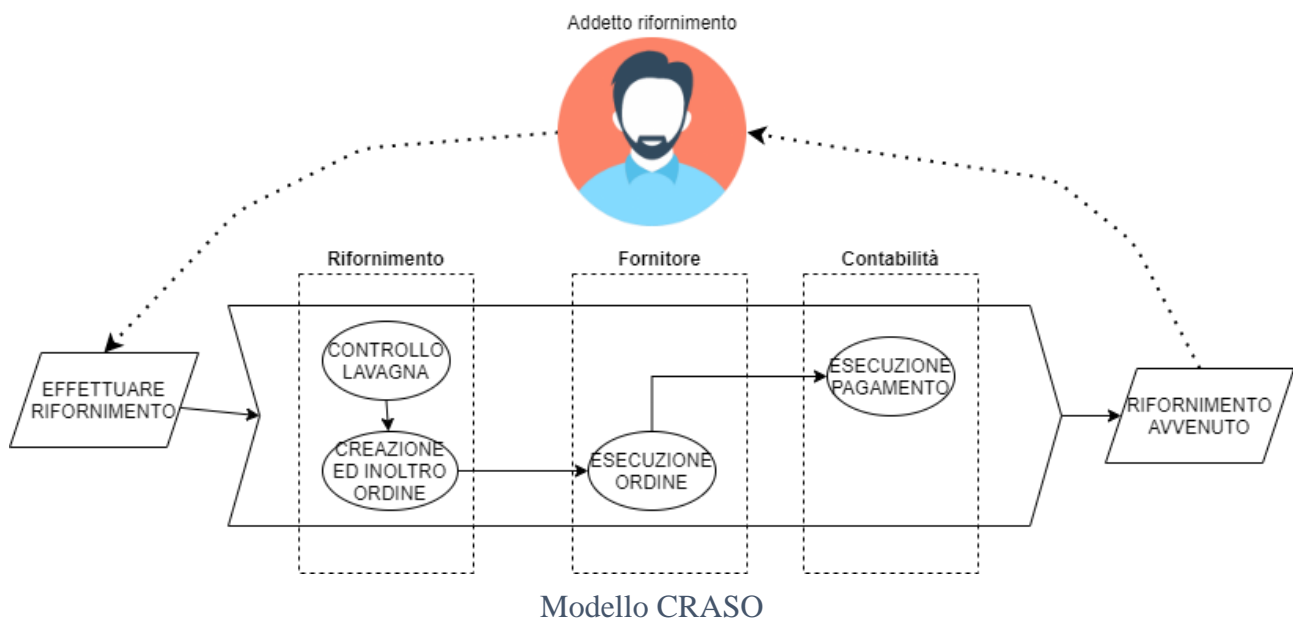 Addetto rifornimento
Rifornimento
Fornitore
Contabilità
EFFETTUARE
RIFORNIMENTO
CONTROLLO
LAVAGNA
CREAZIONE
ED INOLTRO
ORDINE
ESECUZIONE
ORDINE
ESECUZIONE
PAGAMENTO
RIFORNIMENTO
AVVENUTO
Modello CRASO